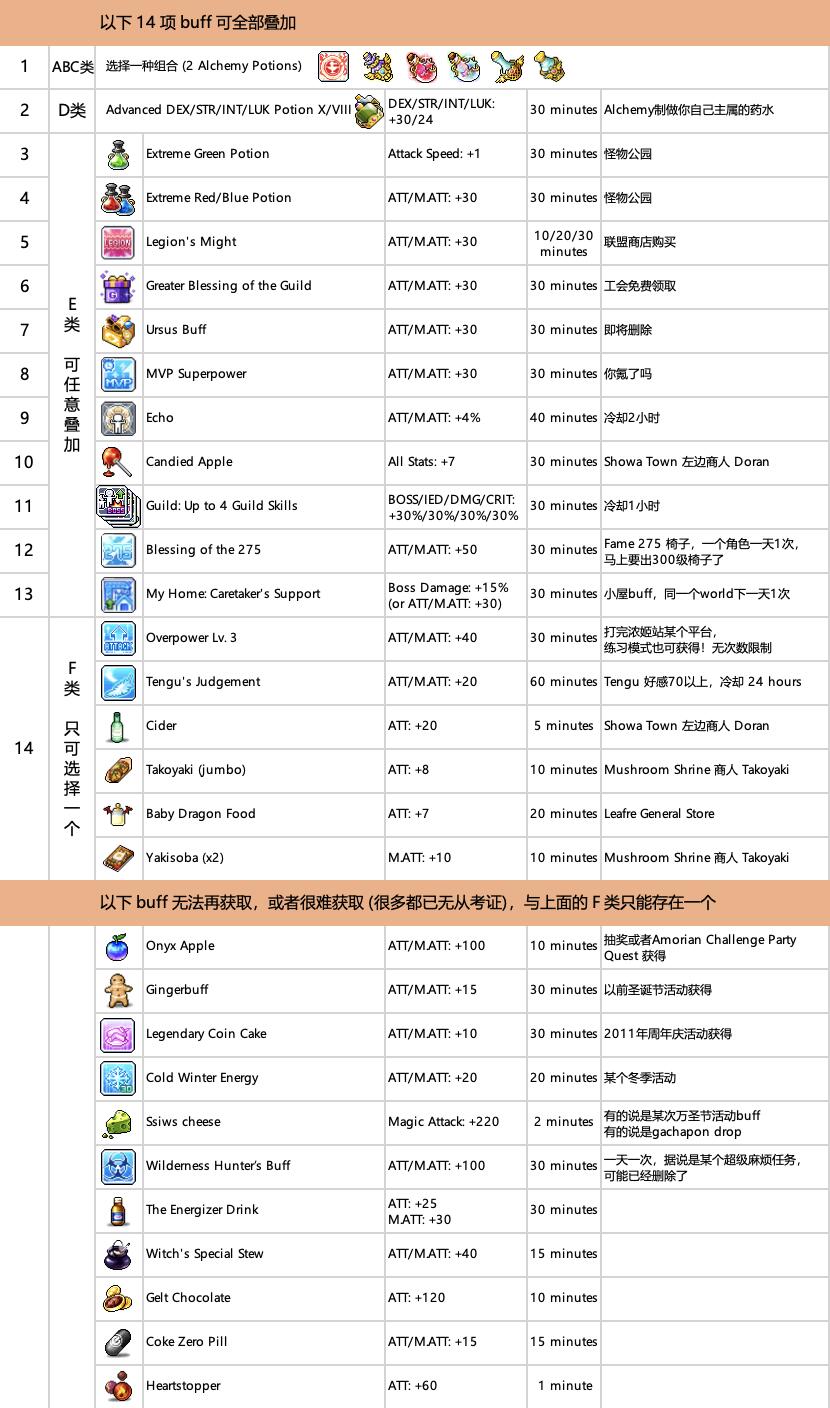 以下 14 项 buff 可全部叠加
1 ABC类 选择一种组合 (2 Alchemy Potions)
2 D类 Advanced DEX/STR/INT/LUK Potion X/VIII DEX/STR/INT/LUK: +30/24 30 minutes Alchemy制做你自己主属的药水
E类 可任意叠加
3 Extreme Green Potion Attack Speed: +1 30 minutes 怪物公园
4 Extreme Red/Blue Potion ATT/M.ATT: +30 30 minutes 怪物公园
5 Legion's Might ATT/M.ATT: +30 10/20/30 minutes 联盟商店购买
6 Greater Blessing of the Guild ATT/M.ATT: +30 30 minutes 工会免费领取
7 Ursus Buff ATT/M.ATT: +30 30 minutes 即将删除
8 MVP Superpower ATT/M.ATT: +30 30 minutes 你氪了吗
9 Echo ATT/M.ATT: +4% 40 minutes 冷却2小时
10 Candied Apple All Stats: +7 30 minutes Showa Town 左边商人 Doran
11 Guild: Up to 4 Guild Skills BOSS/IED/DMG/CRIT: +30%/30%/30%/30% 30 minutes 冷却1小时
12 Blessing of the 275 ATT/M.ATT: +50 30 minutes Fame 275 椅子，一个角色一天1次，马上要出300级椅子了
13 My Home: Caretaker's Support Boss Damage: +15% (or ATT/M.ATT: +30) 30 minutes 小屋buff，同一个world下一天1次
14 F类 只可选择一个
Overpower Lv. 3 ATT/M.ATT: +40 30 minutes 打完浓姬站某个平台，练习模式也可获得！无次数限制
Tengu's Judgement ATT/M.ATT: +20 60 minutes Tengu 好感70以上，冷却 24 hours
Cider ATT: +20 5 minutes Showa Town 左边商人 Doran
Takoyaki (jumbo) ATT: +8 10 minutes Mushroom Shrine 商人 Takoyaki
Baby Dragon Food ATT: +7 20 minutes Leafre General Store
Yakisoba (x2) M.ATT: +10 10 minutes Mushroom Shrine 商人 Takoyaki
以下 buff 无法再获取，或者很难获取 (很多都已无从考证)，与上面的 F 类只能存在一个
Onyx Apple ATT/M.ATT: +100 10 minutes 抽奖或者Amorian Challenge Party Quest 获得
Gingerbuff ATT/M.ATT: +15 30 minutes 以前圣诞节活动获得
Legendary Coin Cake ATT/M.ATT: +10 30 minutes 2011年周年庆活动获得
Cold Winter Energy ATT/M.ATT: +20 20 minutes 某个冬季活动
Ssiws cheese Magic Attack: +220 2 minutes 有的说是某次万圣节活动buff 有的说是gachapon drop
Wilderness Hunter's Buff ATT/M.ATT: +100 30 minutes 一天一次，据说是某个超级麻烦任务，可能已经删除了
The Energizer Drink ATT: +25 M.ATT: +30 30 minutes
Witch's Special Stew ATT/M.ATT: +40 15 minutes
Gelt Chocolate ATT: +120 10 minutes
Coke Zero Pill ATT/M.ATT: +15 15 minutes
Heartstopper ATT: +60 1 minute